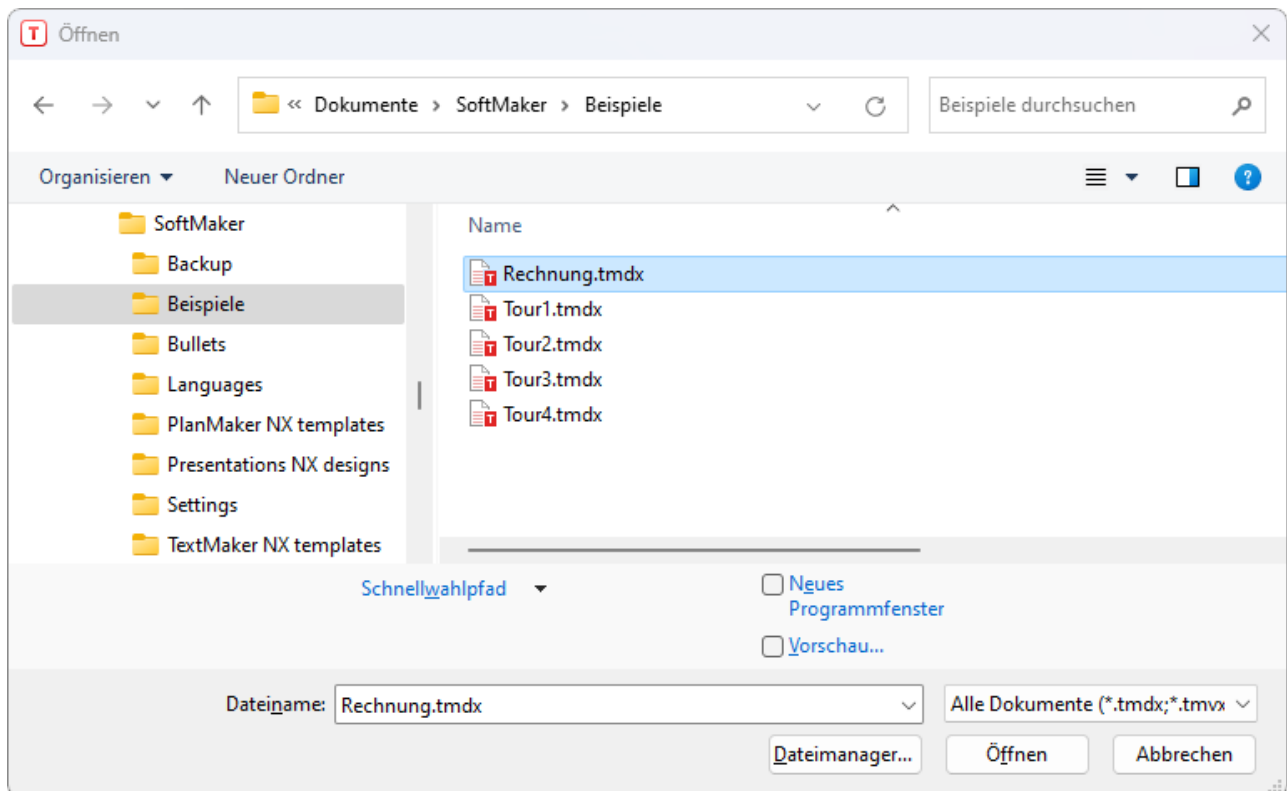 T Öffnen
« Dokumente › SoftMaker › Beispiele
Beispiele durchsuchen
Organisieren
Neuer Ordner
?
SoftMaker
Backup
Beispiele
Bullets
Languages
PlanMaker NX templates
Presentations NX designs
Settings
TextMaker NX templates
Name
Rechnung.tmdx
Tour1.tmdx
Tour2.tmdx
Tour3.tmdx
Tour4.tmdx
Schnellwahlpfad
Neues
Programmfenster
Vorschau...
Dateiname: Rechnung.tmdx
Alle Dokumente (*.tmdx;*.tmvx
Dateimanager...
Öffnen
Abbrechen